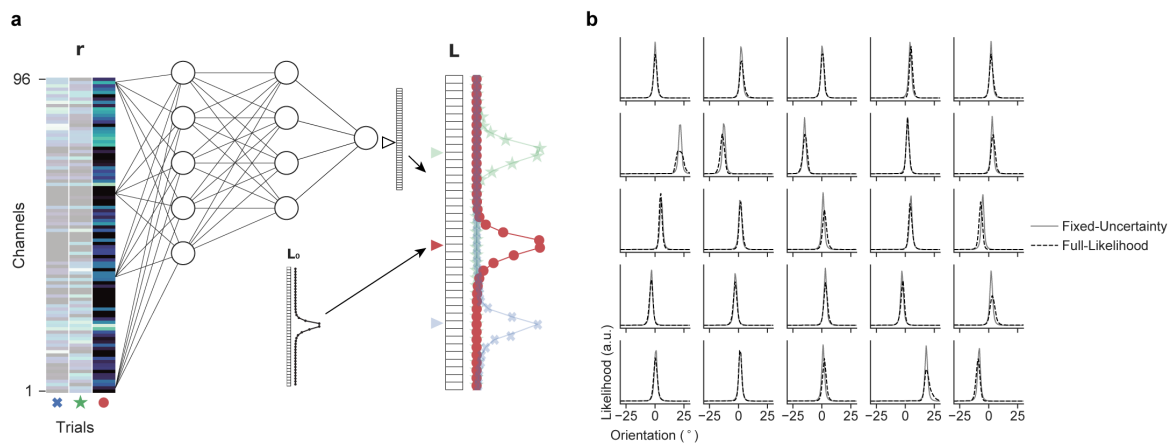 a
r
L
96
L₀
Channels
1
Trials
b
Fixed-Uncertainty
Full-Likelihood
Likelihood (a.u.)
−25 0 25 −25 0 25 −25 0 25 −25 0 25 −25 0 25
Orientation (°)